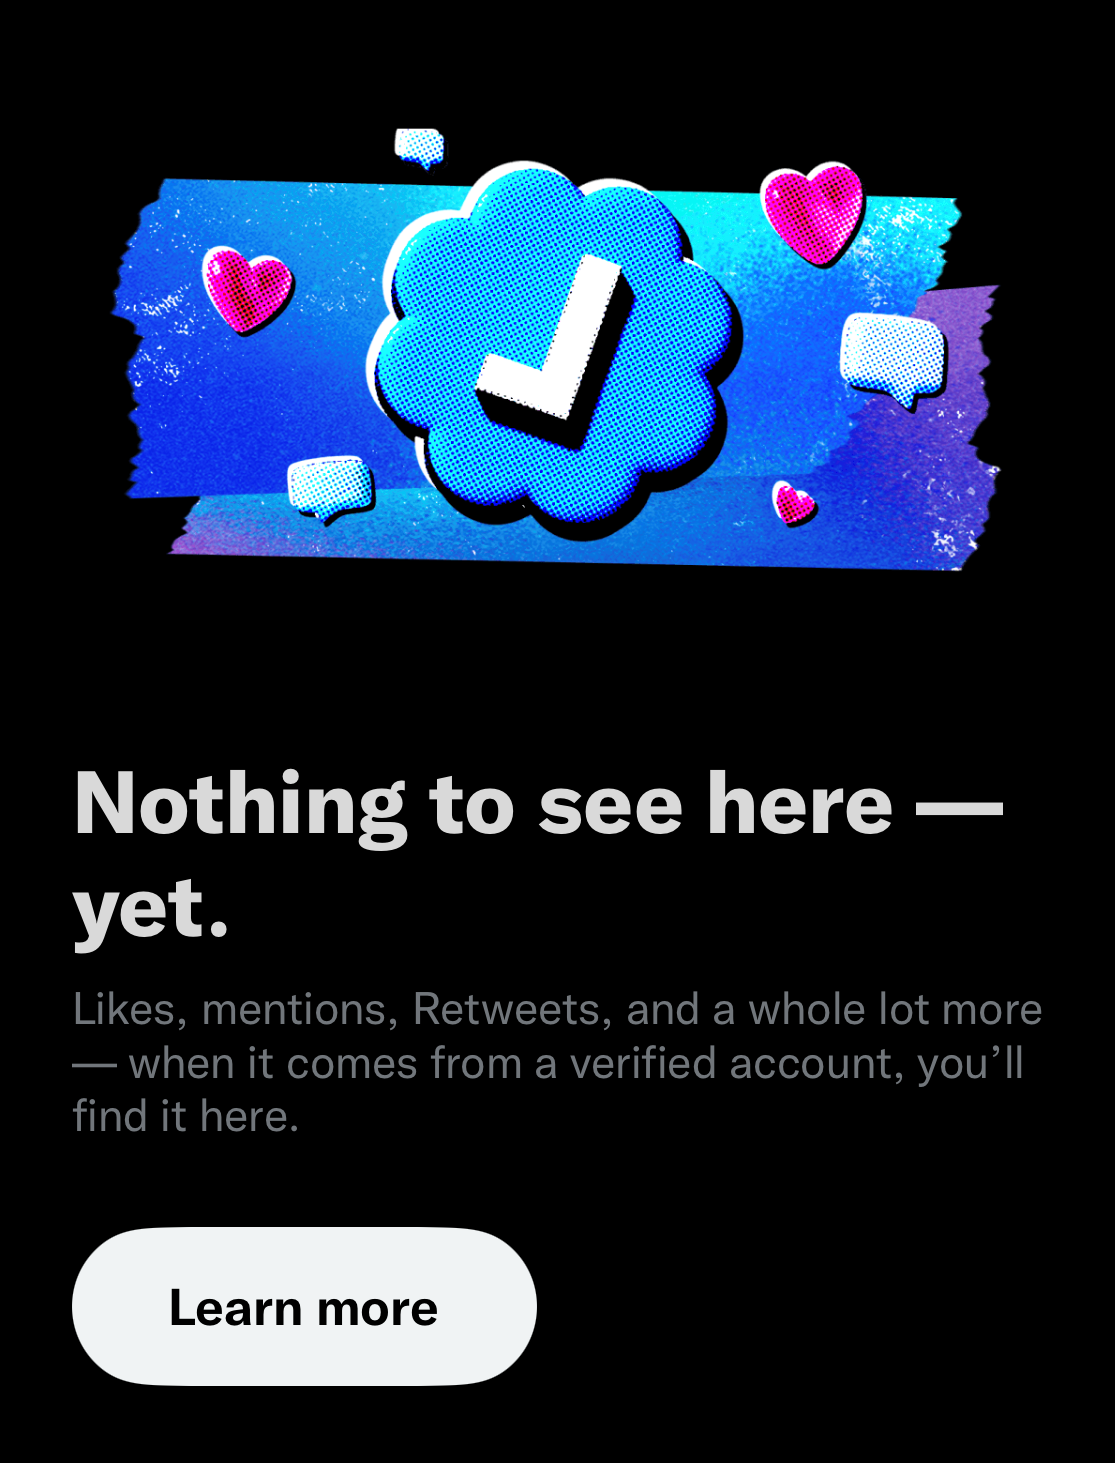 Nothing to see here —
yet.
Likes, mentions, Retweets, and a whole lot more
— when it comes from a verified account, you’ll
find it here.
Learn more